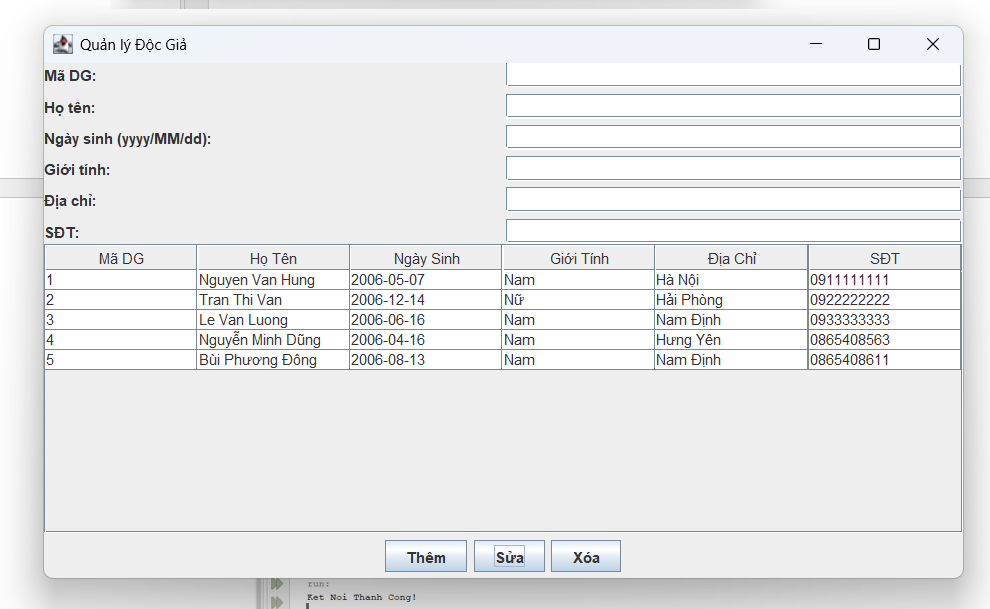 Quản lý Độc Giả
Mã DG:
Họ tên:
Ngày sinh (yyyy/MM/dd):
Giới tính:
Địa chỉ:
SĐT:
Mã DG Họ Tên Ngày Sinh Giới Tính Địa Chỉ SĐT
1 Nguyen Van Hung 2006-05-07 Nam Hà Nội 0911111111
2 Tran Thi Van 2006-12-14 Nữ Hải Phòng 0922222222
3 Le Van Luong 2006-06-16 Nam Nam Định 0933333333
4 Nguyễn Minh Dũng 2006-04-16 Nam Hưng Yên 0865408563
5 Bùi Phương Đông 2006-08-13 Nam Nam Định 0865408611
Thêm Sửa Xóa
run:
Ket Noi Thanh Cong!